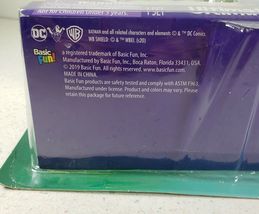 Not for Children Under 3 years.
1 SET
DC WB
BATMAN and all related characters and elements © & ™ DC Comics.
WB SHIELD: © & ™ WBEI. (s20)
Basic Fun!
a registered trademark of Basic Fun, Inc.
Manufactured by Basic Fun, Inc., Boca Raton, Florida 33431, USA.
© 2019 Basic Fun. All rights reserved. www.basicfun.com.
MADE IN CHINA.
Basic Fun products are safety tested to comply with ASTM F963.
Manufactured under license. Product and colors may vary. Please
retain this package for future reference.